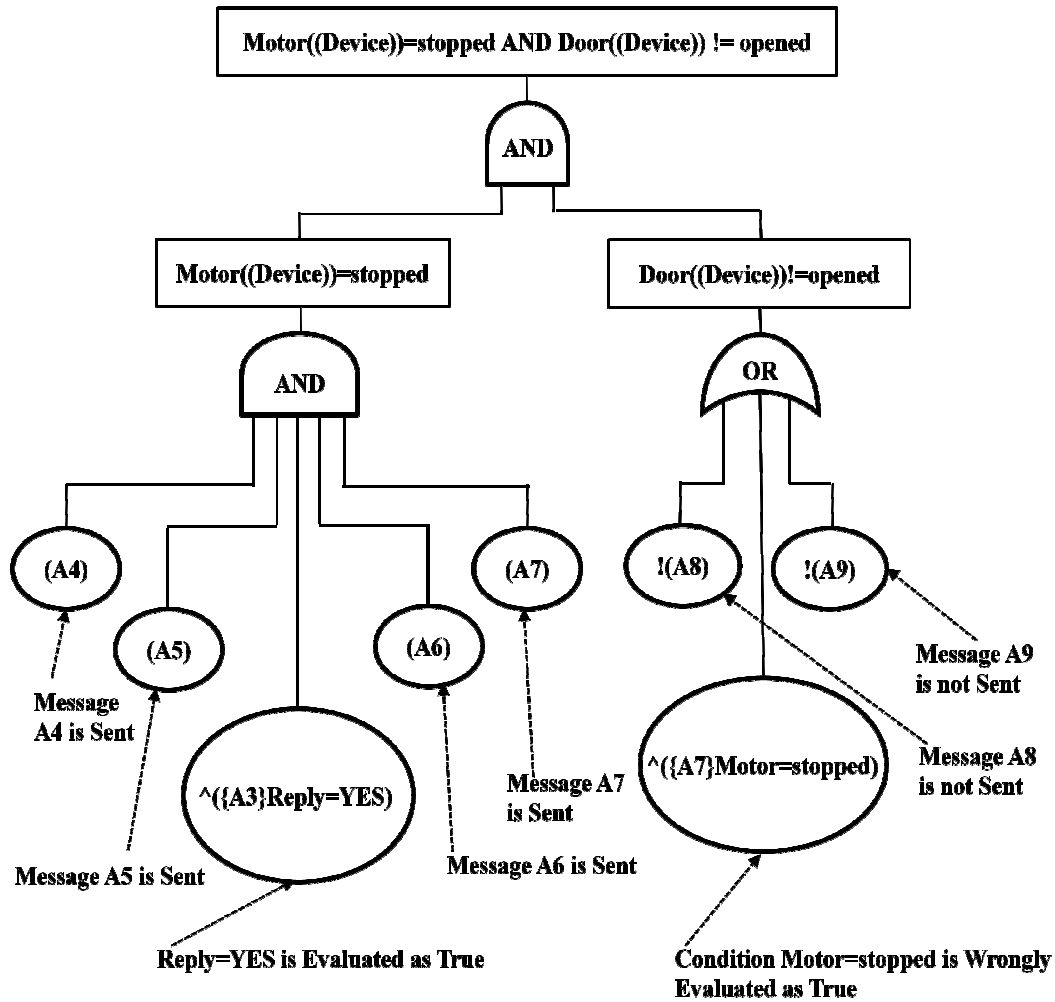 Motor((Device))=stopped AND Door((Device)) != opened
AND
Motor((Device))=stopped
Door((Device))!=opened
AND
OR
(A4)
(A5)
(A6)
(A7)
!(A8)
!(A9)
Message
A4 is Sent
^({A3}Reply=YES)
Message A7
is Sent
^({A7}Motor=stopped)
Message A9
is not Sent
Message A8
is not Sent
Message A5 is Sent
Message A6 is Sent
Reply=YES is Evaluated as True
Condition Motor=stopped is Wrongly
Evaluated as True